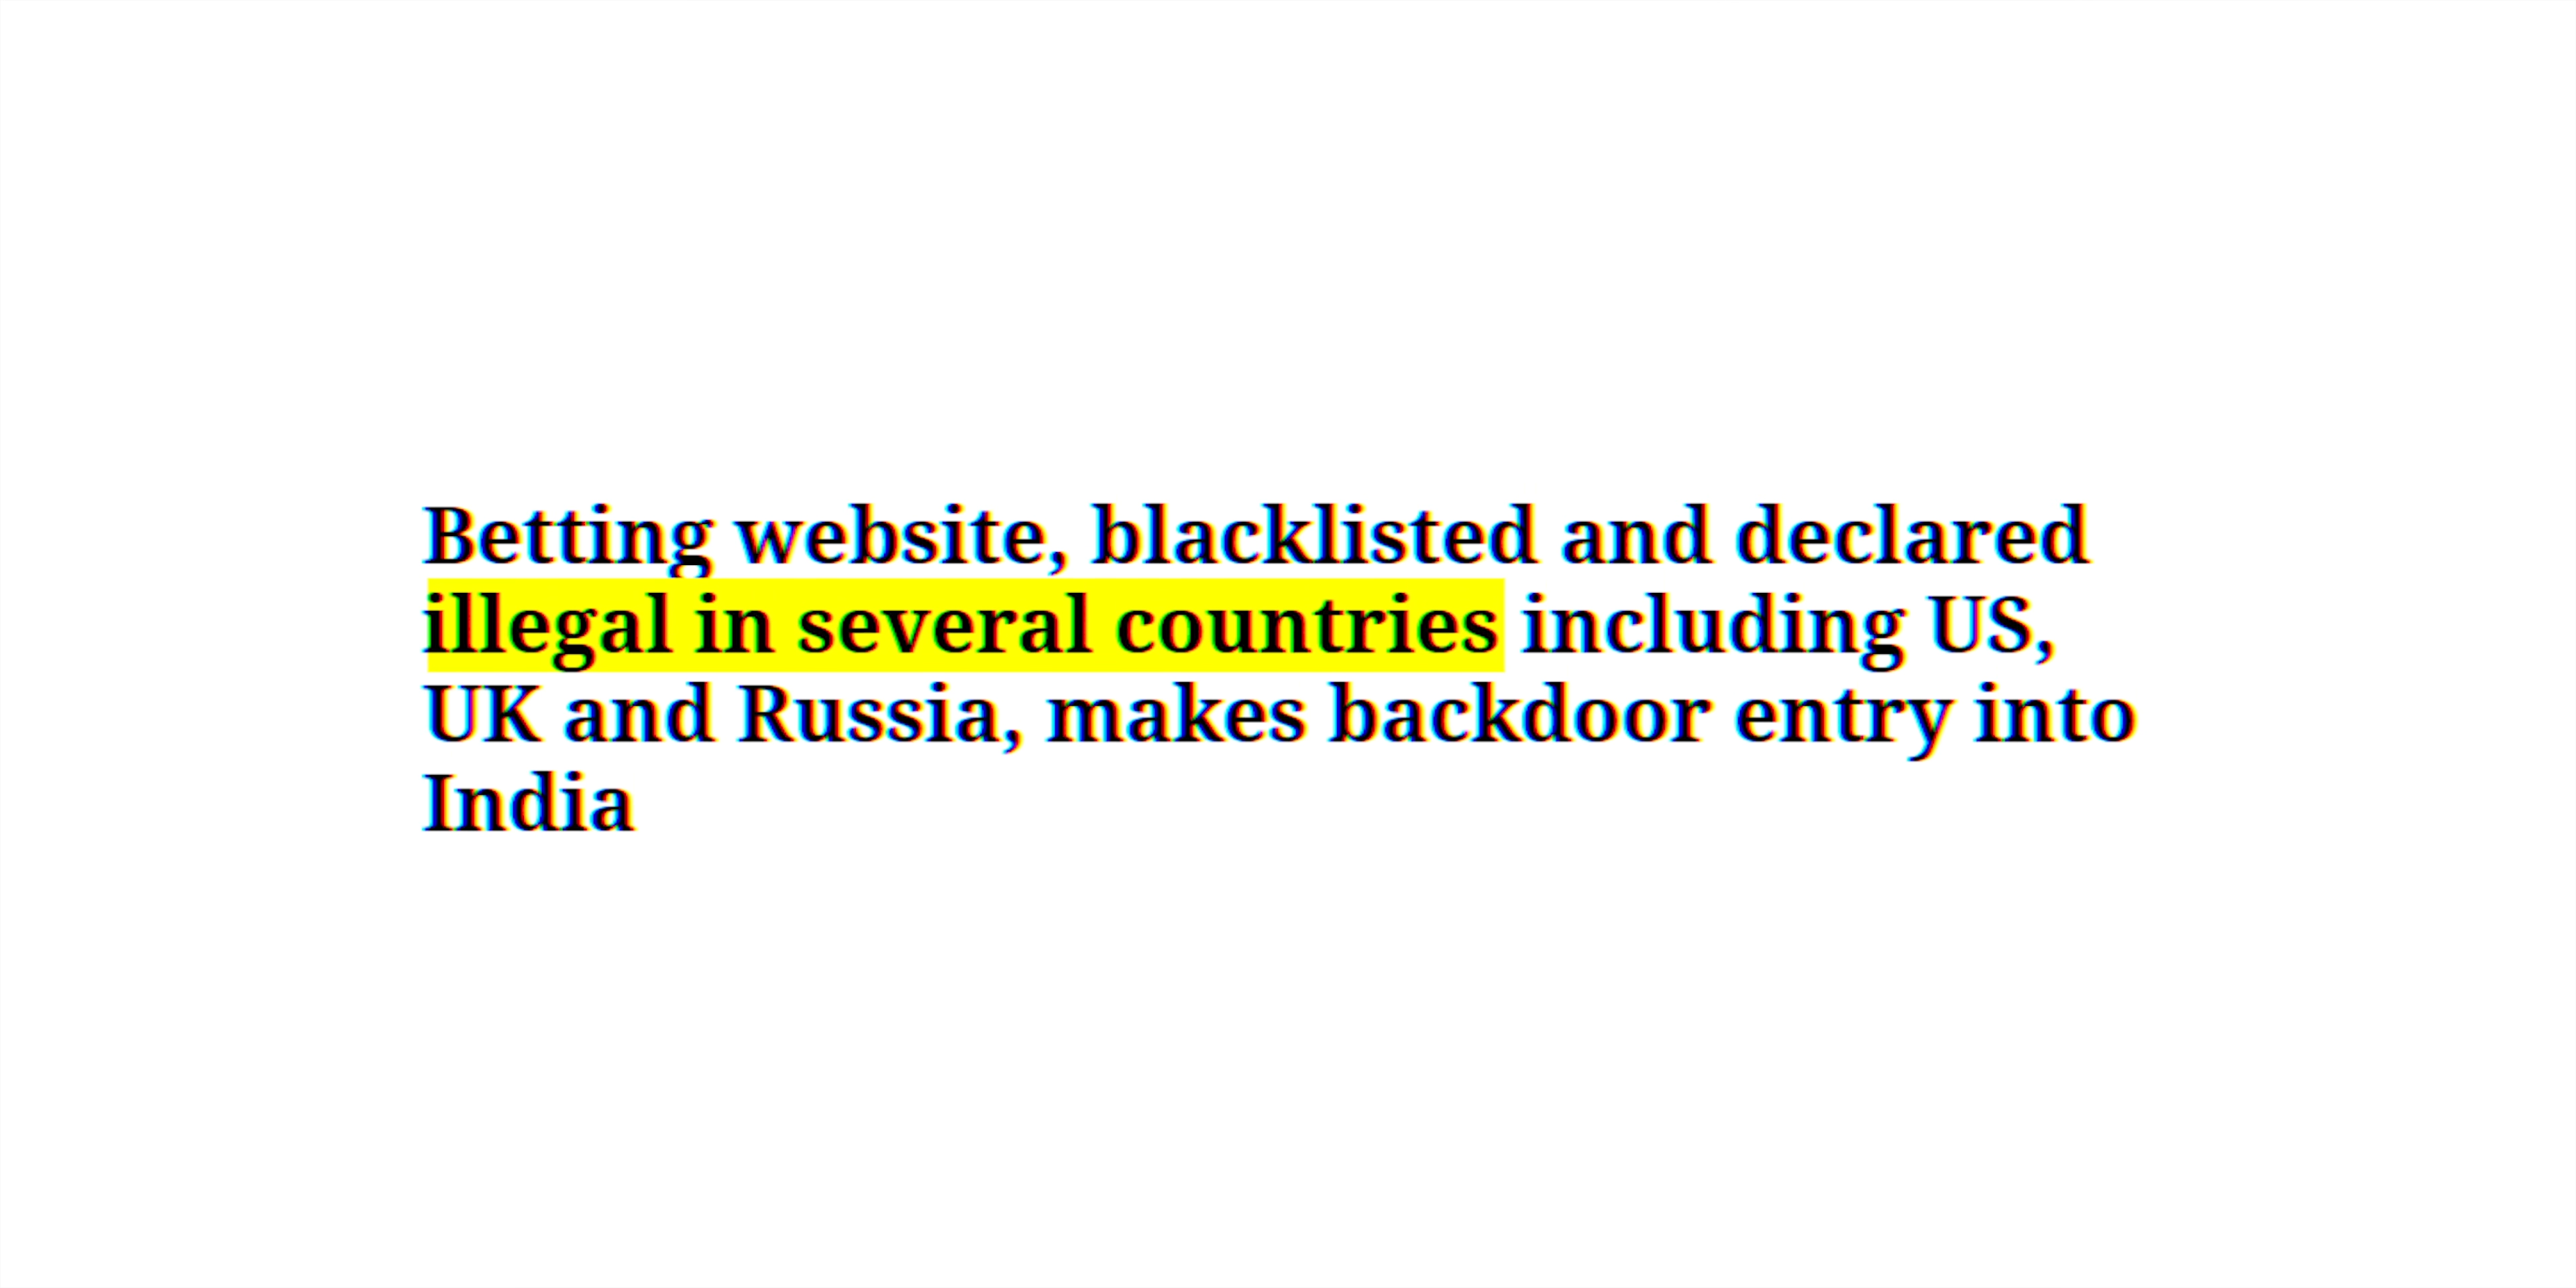 Betting website, blacklisted and declared
illegal in several countries including US,
UK and Russia, makes backdoor entry into
India